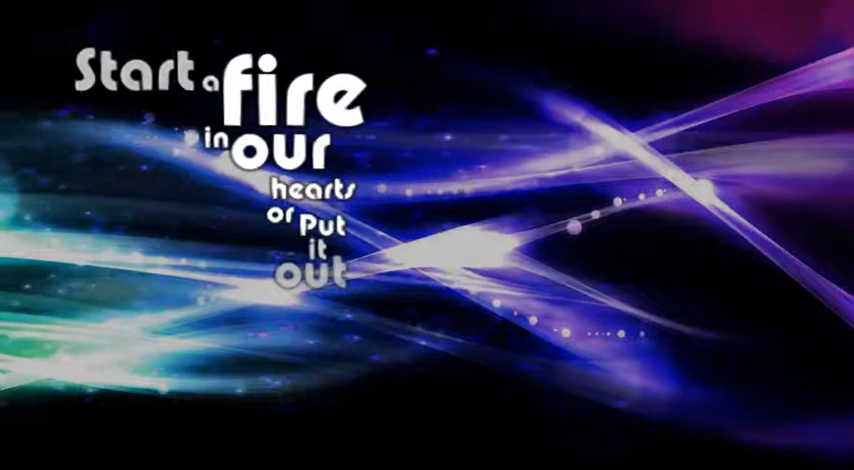 Start a fire
in our
hearts
or Put
it
out